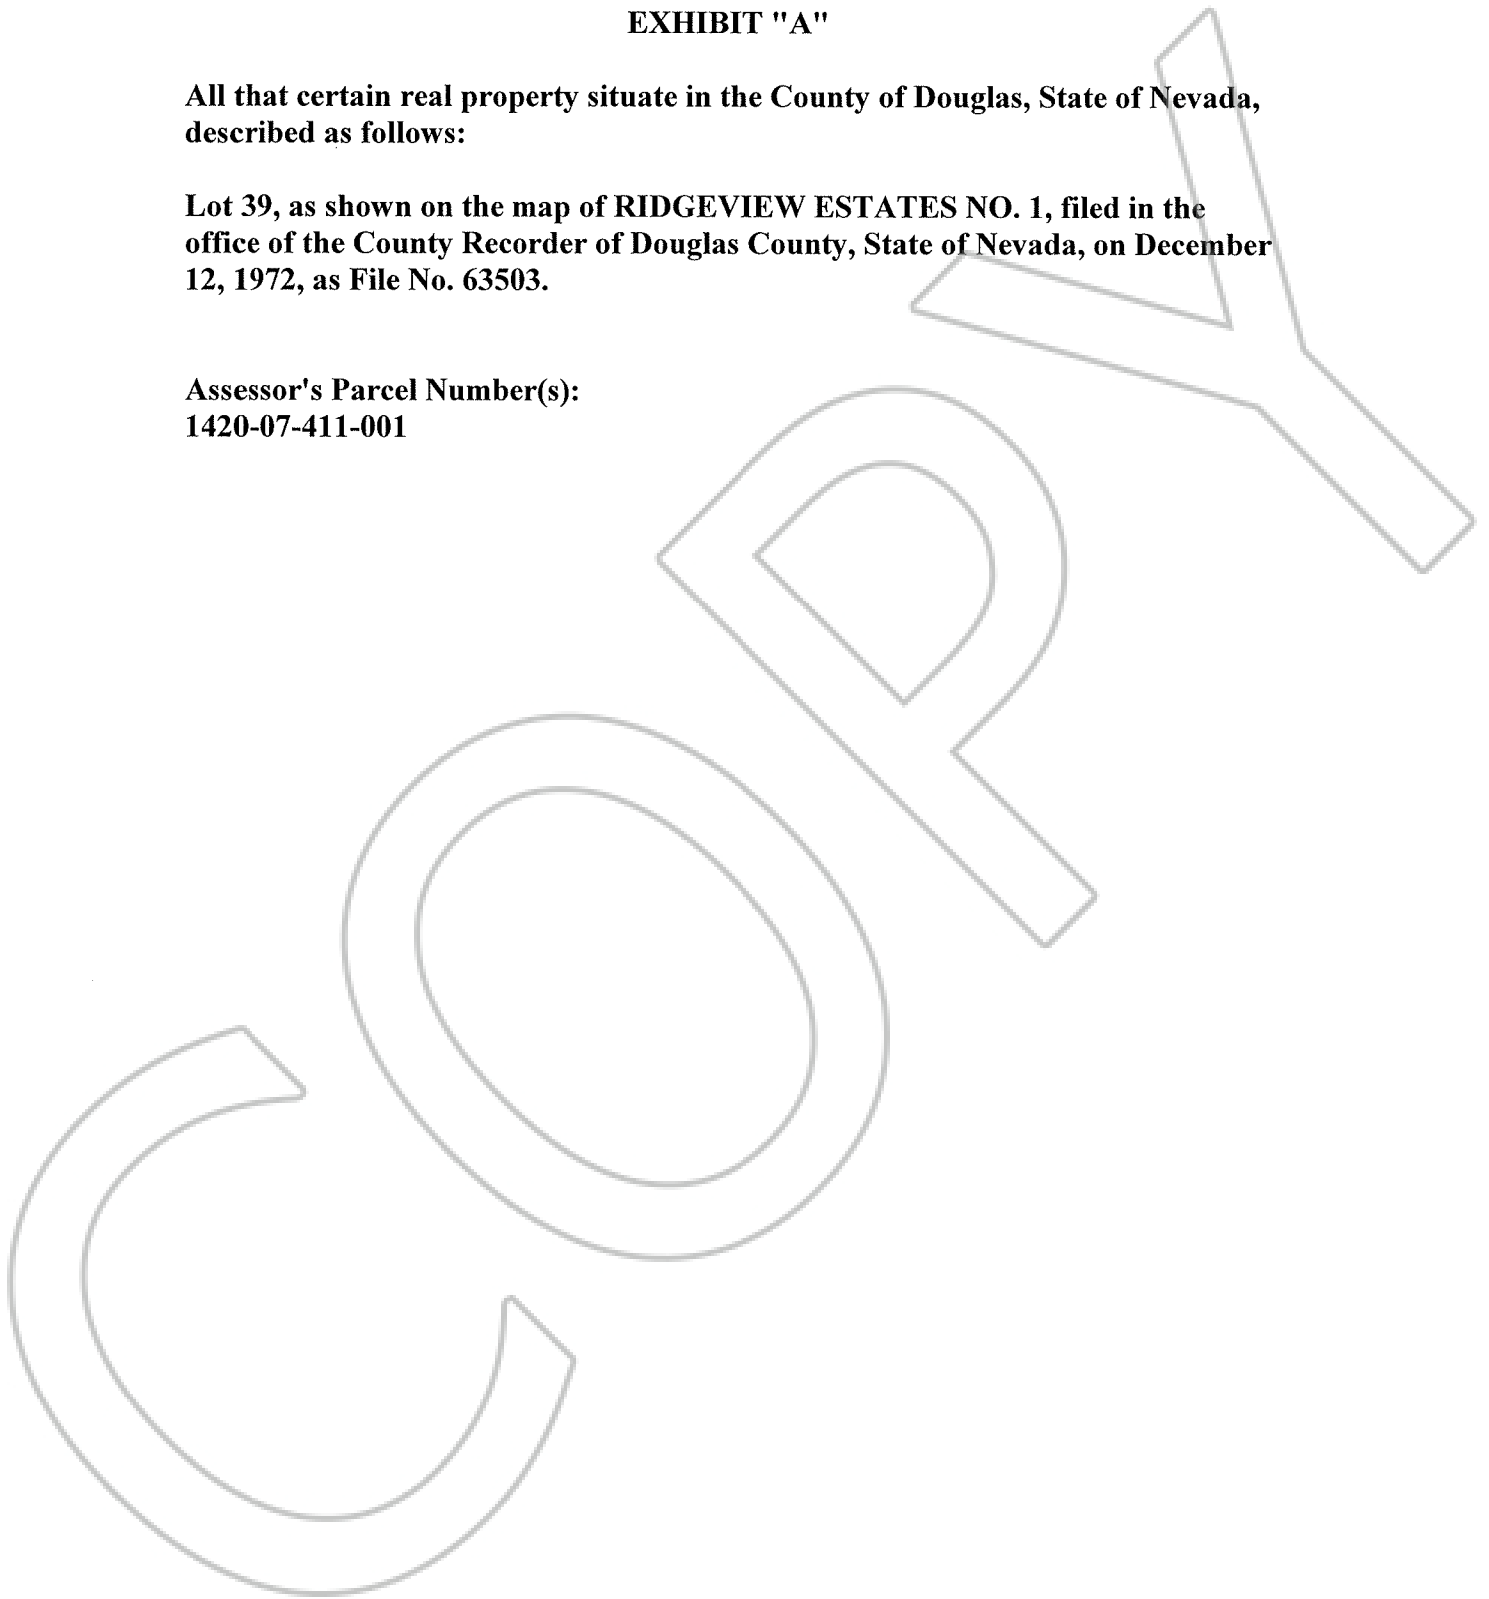 EXHIBIT "A"
All that certain real property situate in the County of Douglas, State of Nevada,
described as follows:
Lot 39, as shown on the map of RIDGEVIEW ESTATES NO. 1, filed in the
office of the County Recorder of Douglas County, State of Nevada, on December
12, 1972, as File No. 63503.
Assessor's Parcel Number(s):
1420-07-411-001
COPY